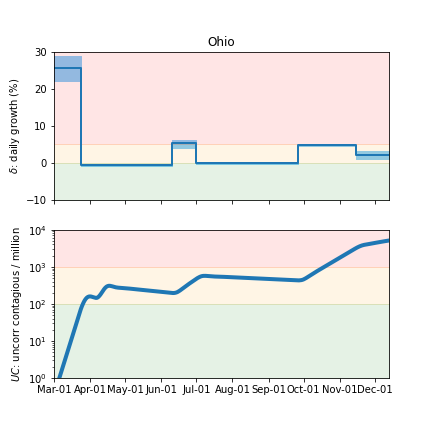 Ohio
δ: daily growth (%)
30
20
10
0
−10
UC: uncorr contagious / million
10⁴
10³
10²
10¹
10⁰
Mar-01 Apr-01 May-01 Jun-01 Jul-01 Aug-01 Sep-01 Oct-01 Nov-01 Dec-01